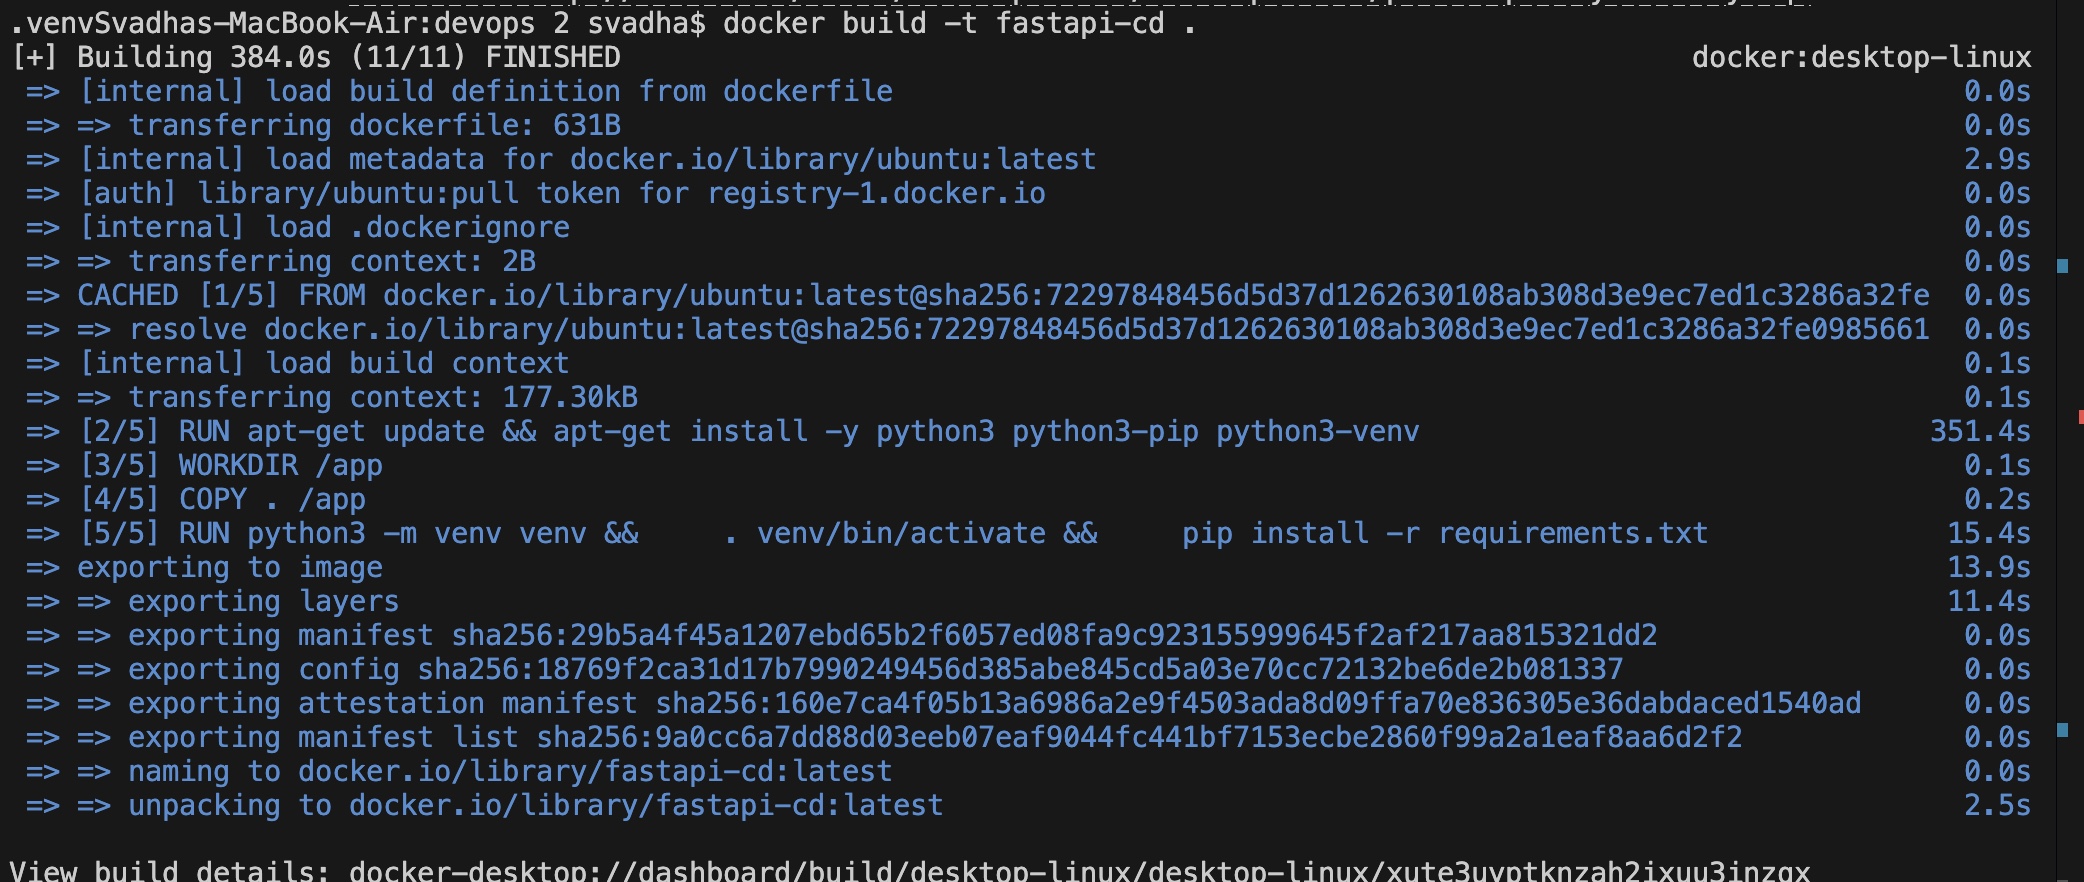 .venvSvadhas-MacBook-Air:devops 2 svadha$ docker build -t fastapi-cd .
[+] Building 384.0s (11/11) FINISHED docker:desktop-linux
=> [internal] load build definition from dockerfile 0.0s
=> => transferring dockerfile: 631B 0.0s
=> [internal] load metadata for docker.io/library/ubuntu:latest 2.9s
=> [auth] library/ubuntu:pull token for registry-1.docker.io 0.0s
=> [internal] load .dockerignore 0.0s
=> => transferring context: 2B 0.0s
=> CACHED [1/5] FROM docker.io/library/ubuntu:latest@sha256:72297848456d5d37d1262630108ab308d3e9ec7ed1c3286a32fe 0.0s
=> => resolve docker.io/library/ubuntu:latest@sha256:72297848456d5d37d1262630108ab308d3e9ec7ed1c3286a32fe0985661 0.0s
=> [internal] load build context 0.1s
=> => transferring context: 177.30kB 0.1s
=> [2/5] RUN apt-get update && apt-get install -y python3 python3-pip python3-venv 351.4s
=> [3/5] WORKDIR /app 0.1s
=> [4/5] COPY . /app 0.2s
=> [5/5] RUN python3 -m venv venv &&     . venv/bin/activate &&     pip install -r requirements.txt 15.4s
=> exporting to image 13.9s
=> => exporting layers 11.4s
=> => exporting manifest sha256:29b5a4f45a1207ebd65b2f6057ed08fa9c923155999645f2af217aa815321dd2 0.0s
=> => exporting config sha256:18769f2ca31d17b7990249456d385abe845cd5a03e70cc72132be6de2b081337 0.0s
=> => exporting attestation manifest sha256:160e7ca4f05b13a6986a2e9f4503ada8d09ffa70e836305e36dabdaced1540ad 0.0s
=> => exporting manifest list sha256:9a0cc6a7dd88d03eeb07eaf9044fc441bf7153ecbe2860f99a2a1eaf8aa6d2f2 0.0s
=> => naming to docker.io/library/fastapi-cd:latest 0.0s
=> => unpacking to docker.io/library/fastapi-cd:latest 2.5s
View build details: docker-desktop://dashboard/build/desktop-linux/desktop-linux/xute3uyptknzah2ixuu3inzgx